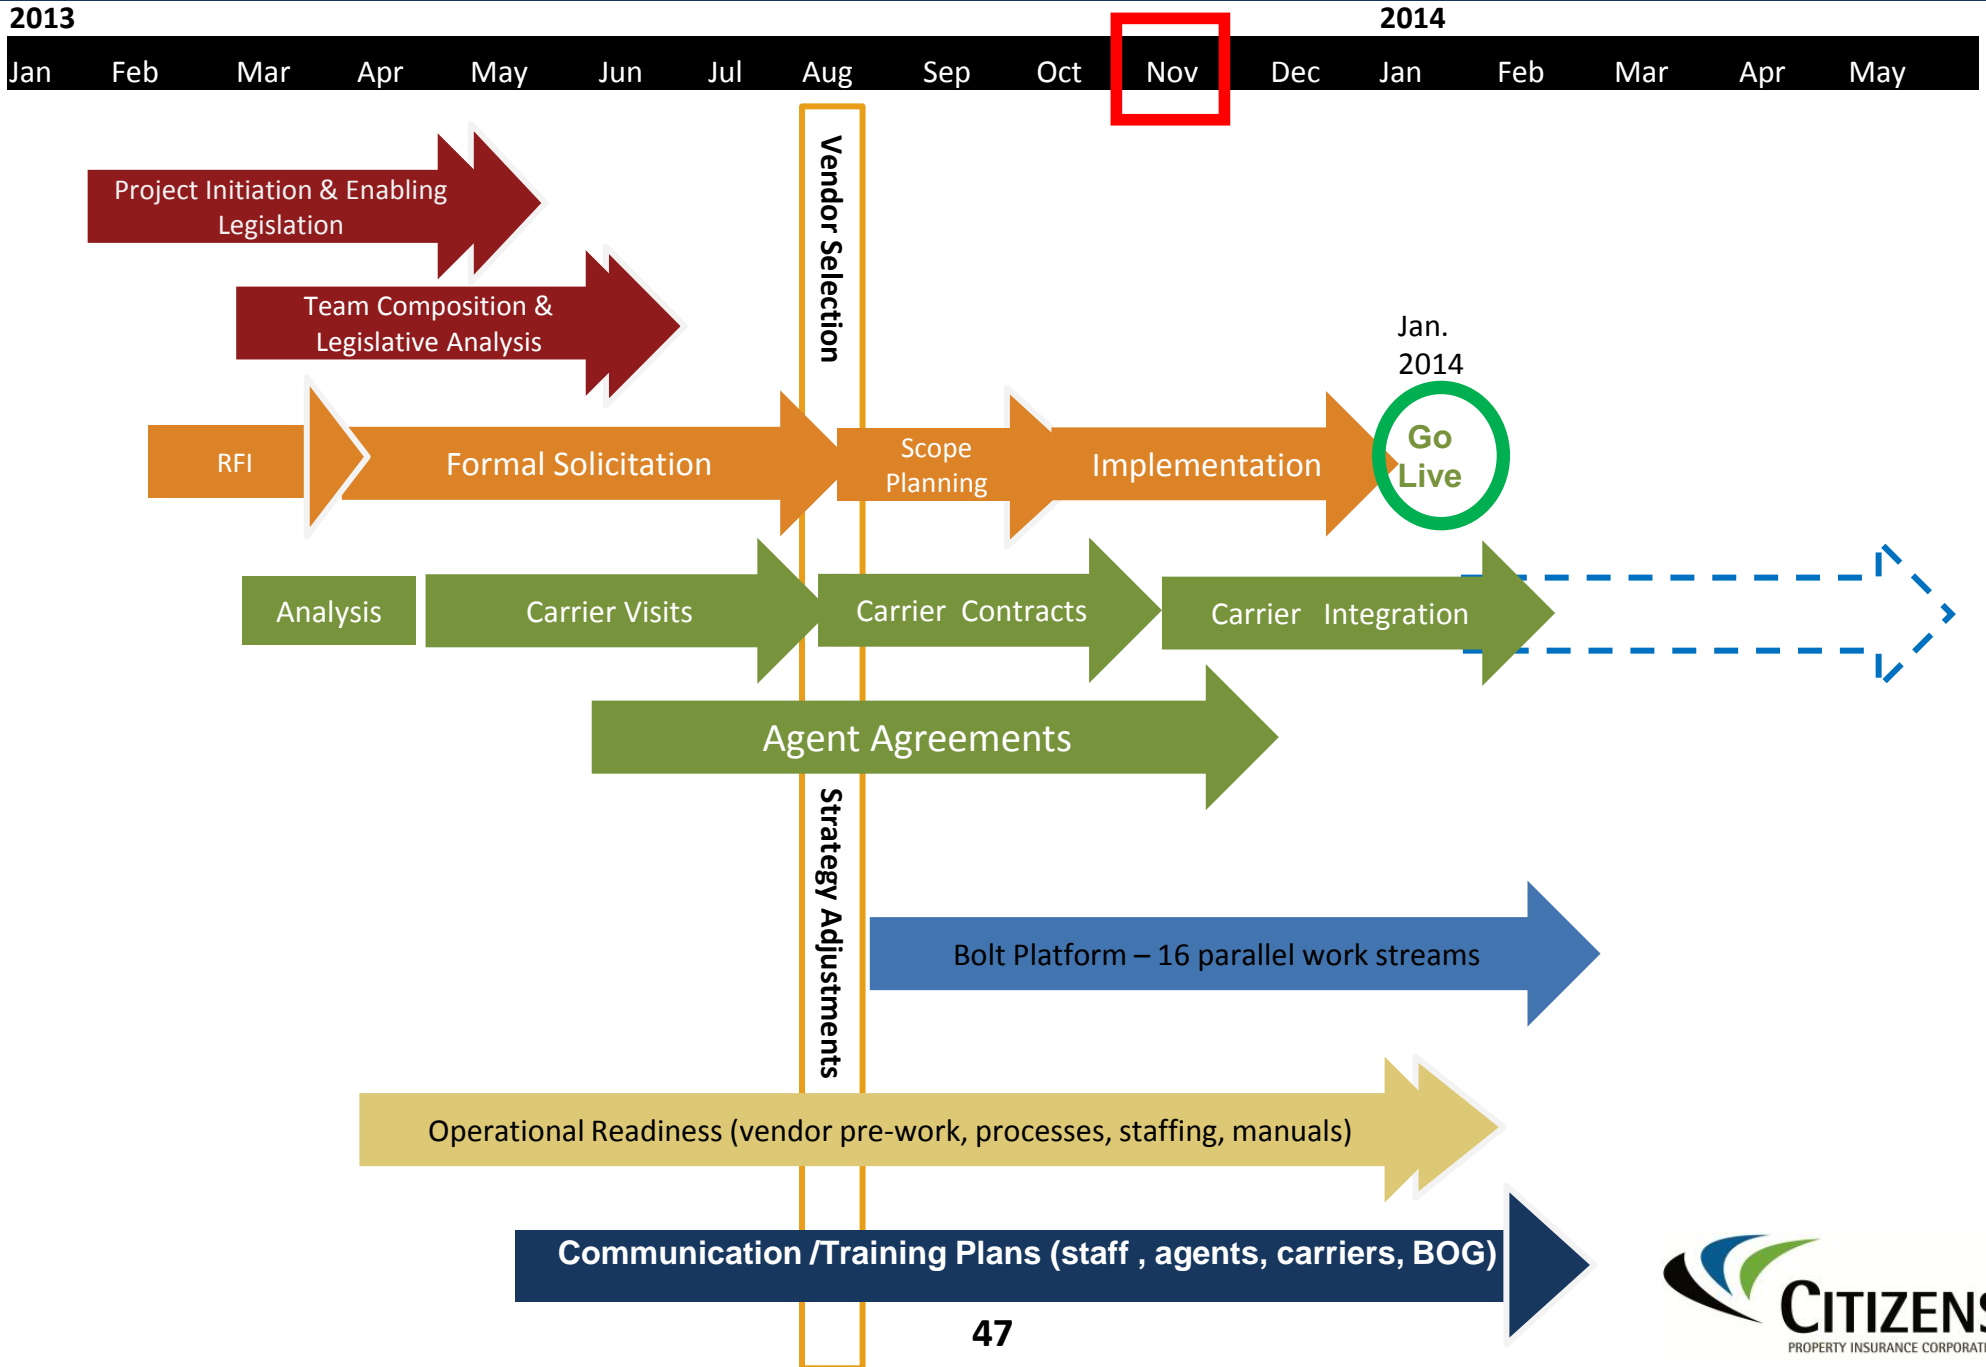 2013
2014
Jan Feb Mar Apr May Jun Jul Aug Sep Oct Nov Dec Jan Feb Mar Apr May
Vendor Selection
Project Initiation & Enabling
Legislation
Team Composition &
Legislative Analysis
Jan.
2014
RFI
Formal Solicitation
Scope
Planning
Implementation
Go
Live
Analysis
Carrier Visits
Carrier Contracts
Carrier Integration
Agent Agreements
Strategy Adjustments
Bolt Platform – 16 parallel work streams
Operational Readiness (vendor pre-work, processes, staffing, manuals)
Communication /Training Plans (staff , agents, carriers, BOG)
47
CITIZENS
PROPERTY INSURANCE CORPORATI